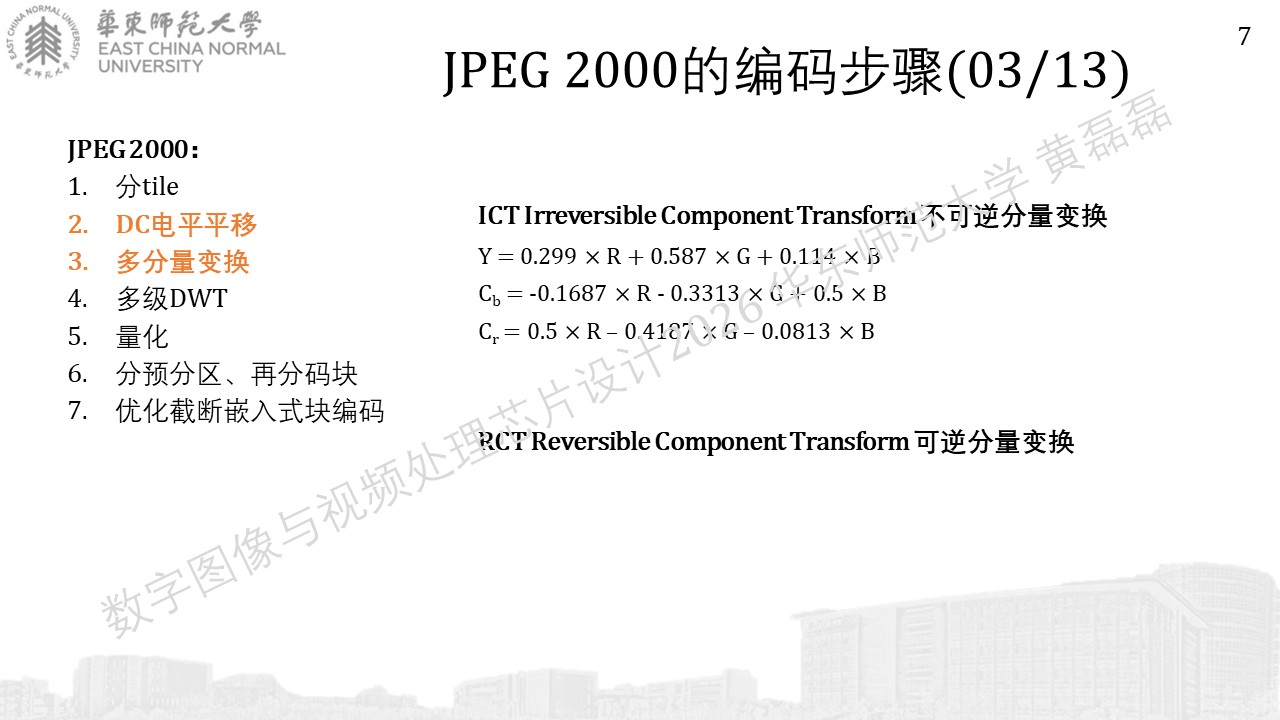 華東師範大學
EAST CHINA NORMAL
UNIVERSITY
7
JPEG 2000的编码步骤(03/13)
JPEG 2000：
1. 分tile
2. DC电平平移
3. 多分量变换
4. 多级DWT
5. 量化
6. 分预分区、再分码块
7. 优化截断嵌入式块编码
ICT Irreversible Component Transform 不可逆分量变换
Y = 0.299 × R + 0.587 × G + 0.114 × B
Cb = -0.1687 × R - 0.3313 × G + 0.5 × B
Cr = 0.5 × R – 0.4187 × G – 0.0813 × B
RCT Reversible Component Transform 可逆分量变换
数字图像与视频处理芯片设计2026 华东师范大学 黄磊磊